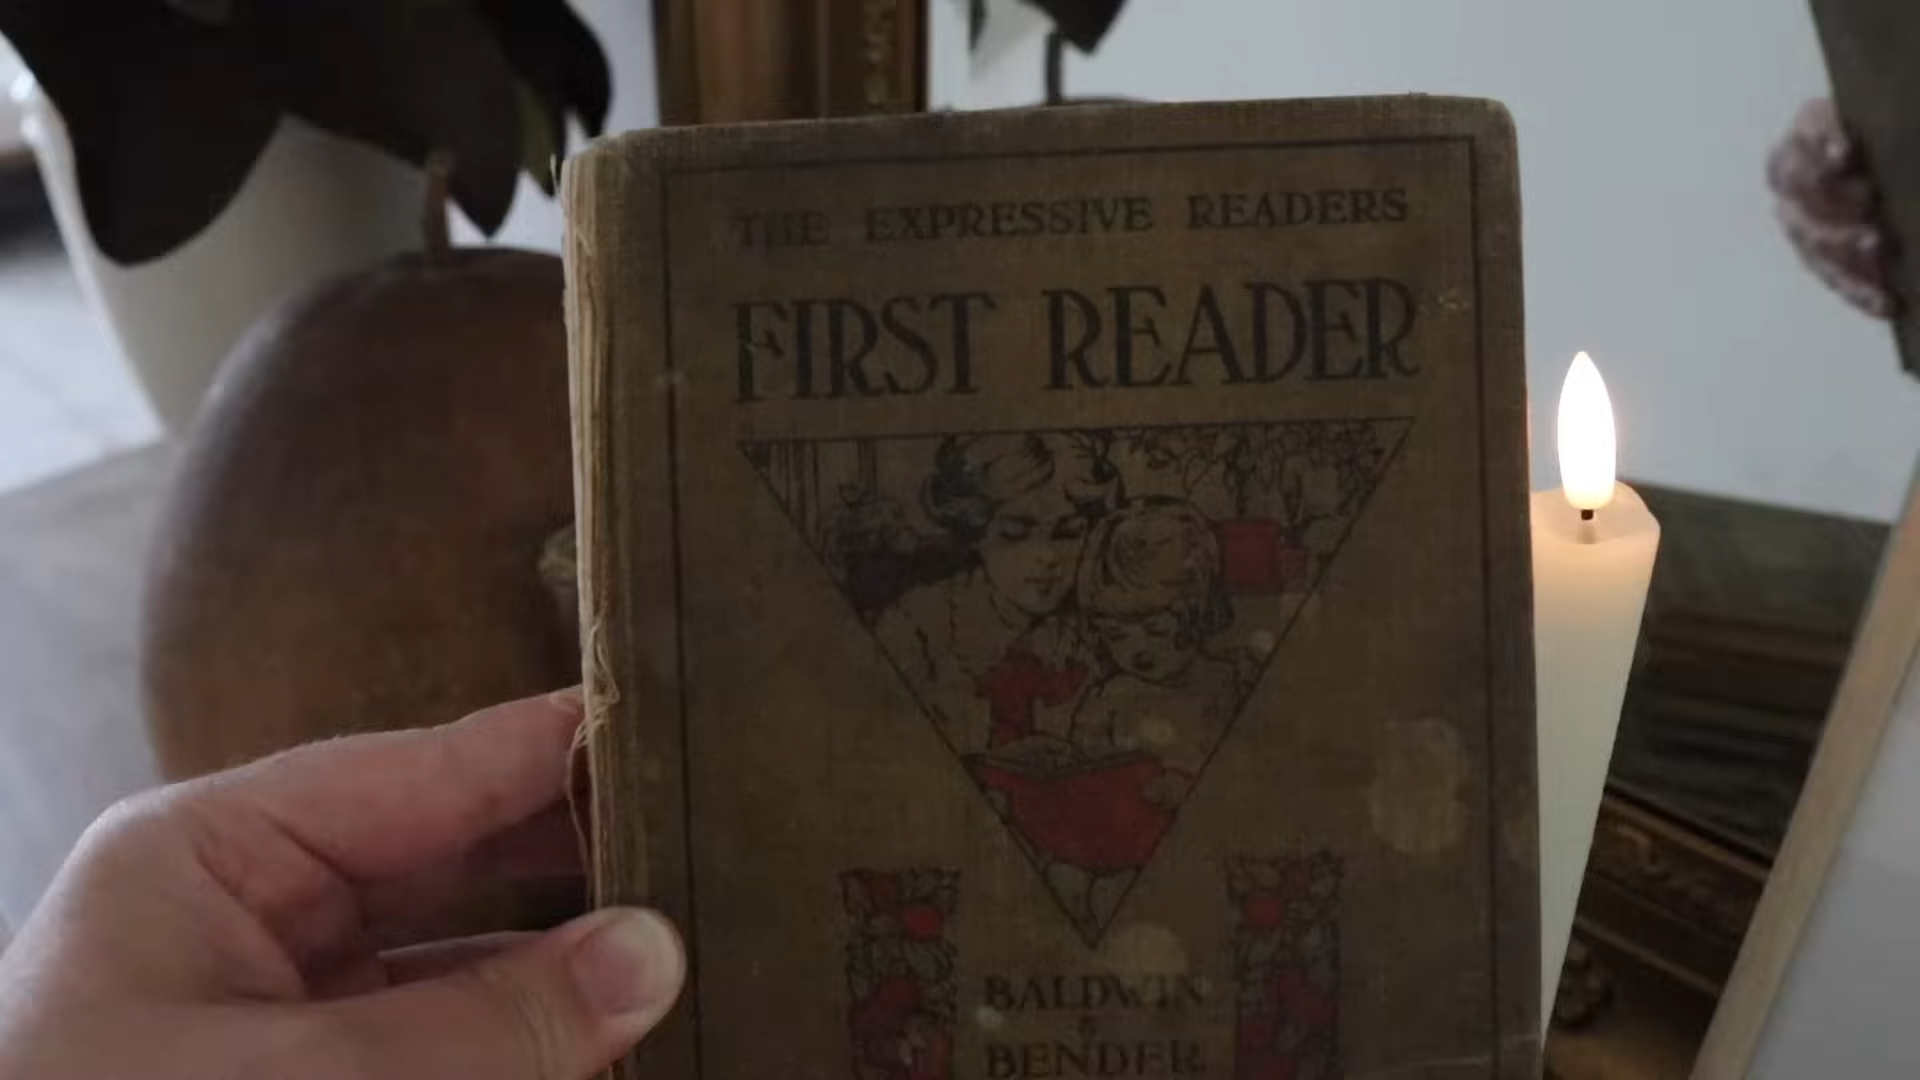 THE EXPRESSIVE READERS
FIRST READER
BALDWIN
&
BENDER